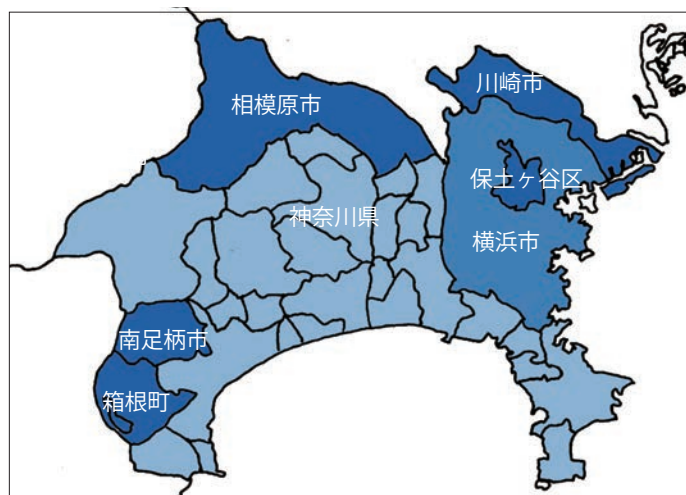 川崎市
相模原市
保土ヶ谷区
神奈川県
横浜市
南足柄市
箱根町